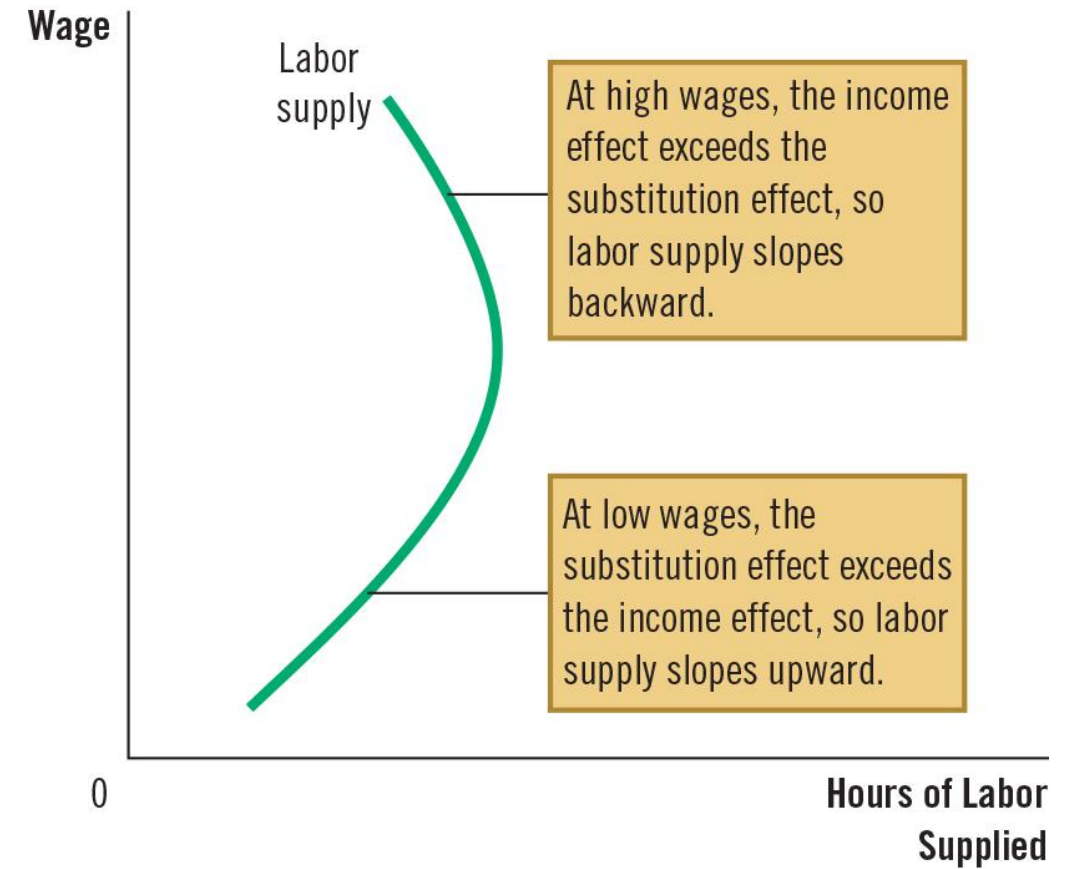 Wage
Labor
supply
At high wages, the income
effect exceeds the
substitution effect, so
labor supply slopes
backward.
At low wages, the
substitution effect exceeds
the income effect, so labor
supply slopes upward.
0
Hours of Labor
Supplied